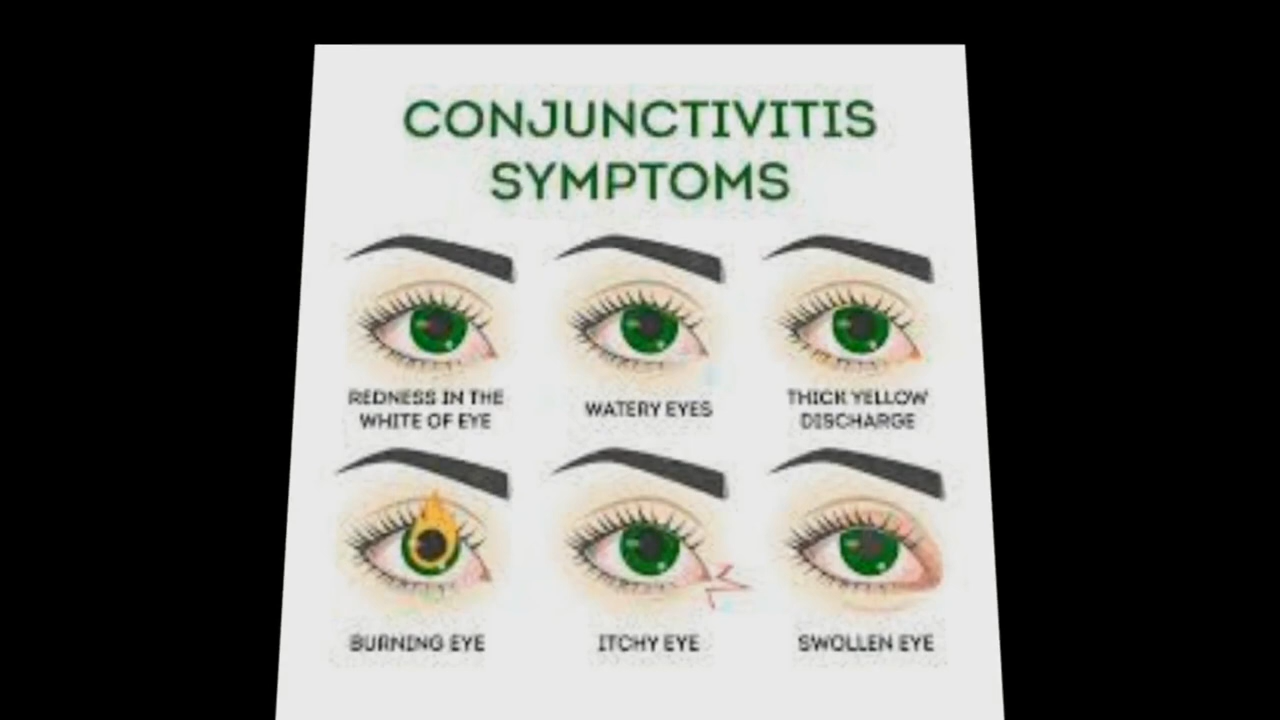 CONJUNCTIVITIS
SYMPTOMS
REDNESS IN THE
WHITE OF EYE
WATERY EYES
THICK YELLOW
DISCHARGE
BURNING EYE
ITCHY EYE
SWOLLEN EYE